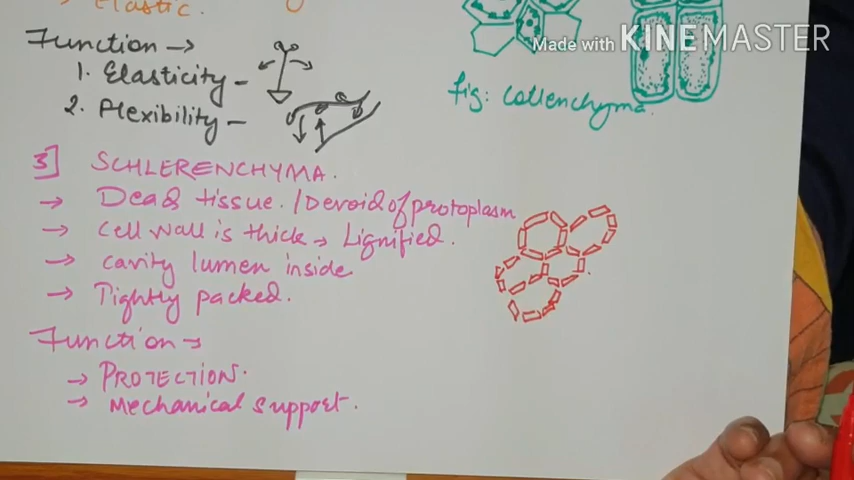 Elastic.
Function →
1. Elasticity -
2. Flexibility -
Made with KINEMASTER
fig: Collenchyma.
3] SCHLERENCHYMA.
→ Dead tissue. /Devoid of protoplasm
→ Cell wall is thick → Lignified.
→ cavity lumen inside
→ Tightly packed.
Function →
→ PROTECTION.
→ Mechanical support.